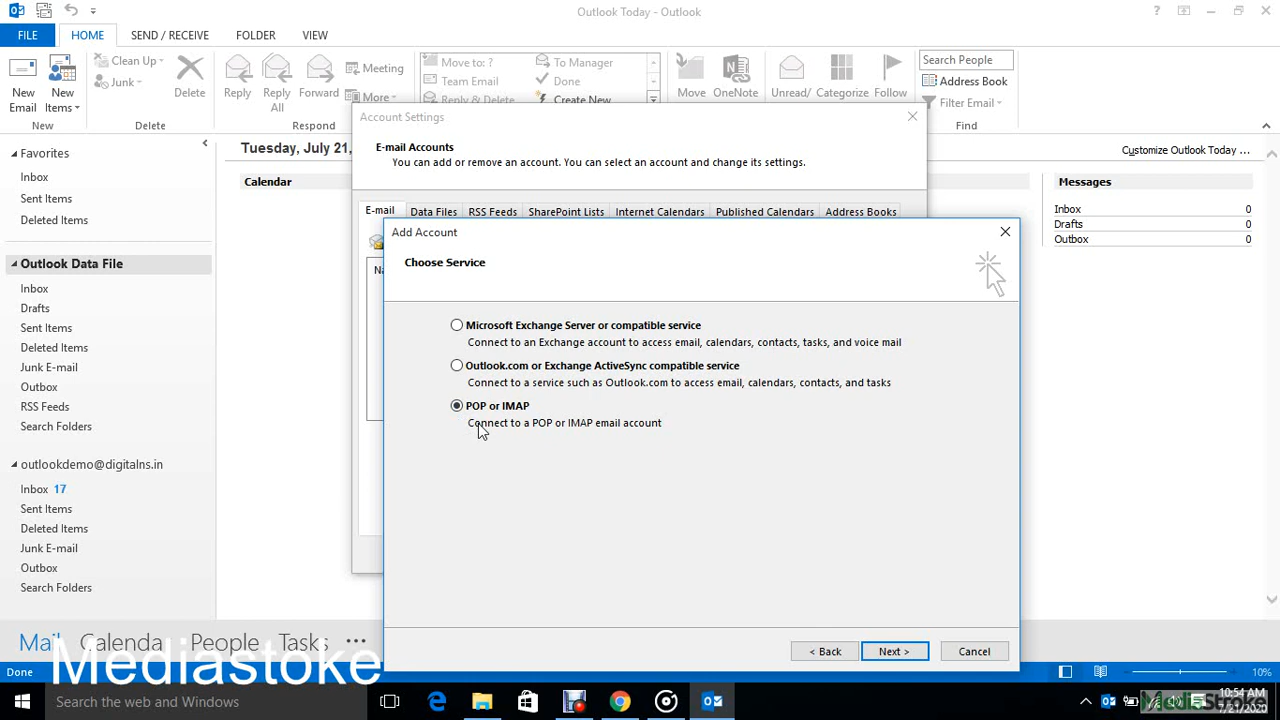 Outlook Today - Outlook
FILE HOME SEND / RECEIVE FOLDER VIEW
New Email
New Items
Clean Up
Junk
Delete
Reply
Reply All
Forward
Meeting
More
Move to: ?
Team Email
Reply & Delete
To Manager
Done
Create New
Move
OneNote
Unread/
Categorize
Follow
Search People
Address Book
Filter Email
New Delete Respond Find
Favorites
Inbox
Sent Items
Deleted Items
Outlook Data File
Inbox
Drafts
Sent Items
Deleted Items
Junk E-mail
Outbox
RSS Feeds
Search Folders
outlookdemo@digitalns.in
Inbox 17
Sent Items
Deleted Items
Junk E-mail
Outbox
Search Folders
Tuesday, July 21,
Customize Outlook Today ...
Calendar
Messages
Inbox 0
Drafts 0
Outbox 0
Account Settings
E-mail Accounts
You can add or remove an account. You can select an account and change its settings.
E-mail Data Files RSS Feeds SharePoint Lists Internet Calendars Published Calendars Address Books
Add Account
Choose Service
Microsoft Exchange Server or compatible service
Connect to an Exchange account to access email, calendars, contacts, tasks, and voice mail
Outlook.com or Exchange ActiveSync compatible service
Connect to a service such as Outlook.com to access email, calendars, contacts, and tasks
POP or IMAP
Connect to a POP or IMAP email account
< Back Next > Cancel
Mail Calenda People Tasks
Mediastoke
Done
10%
Search the web and Windows
10:54 AM
7/21/2020
MediaStroke